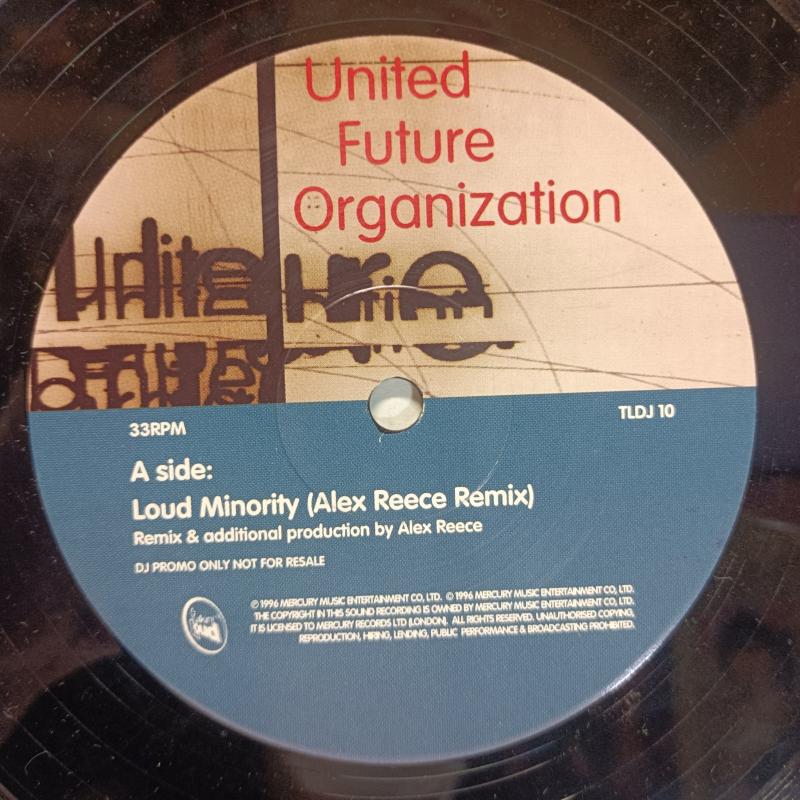 United
Future
Organization
33RPM
TLDJ 10
A side:
Loud Minority (Alex Reece Remix)
Remix & additional production by Alex Reece
DJ PROMO ONLY NOT FOR RESALE
℗ 1996 MERCURY MUSIC ENTERTAINMENT CO, LTD. © 1996 MERCURY MUSIC ENTERTAINMENT CO, LTD.
THE COPYRIGHT IN THIS SOUND RECORDING IS OWNED BY MERCURY MUSIC ENTERTAINMENT CO, LTD.
IT IS LICENSED TO MERCURY RECORDS LTD (LONDON). ALL RIGHTS RESERVED. UNAUTHORISED COPYING,
REPRODUCTION, HIRING, LENDING, PUBLIC PERFORMANCE & BROADCASTING PROHIBITED.